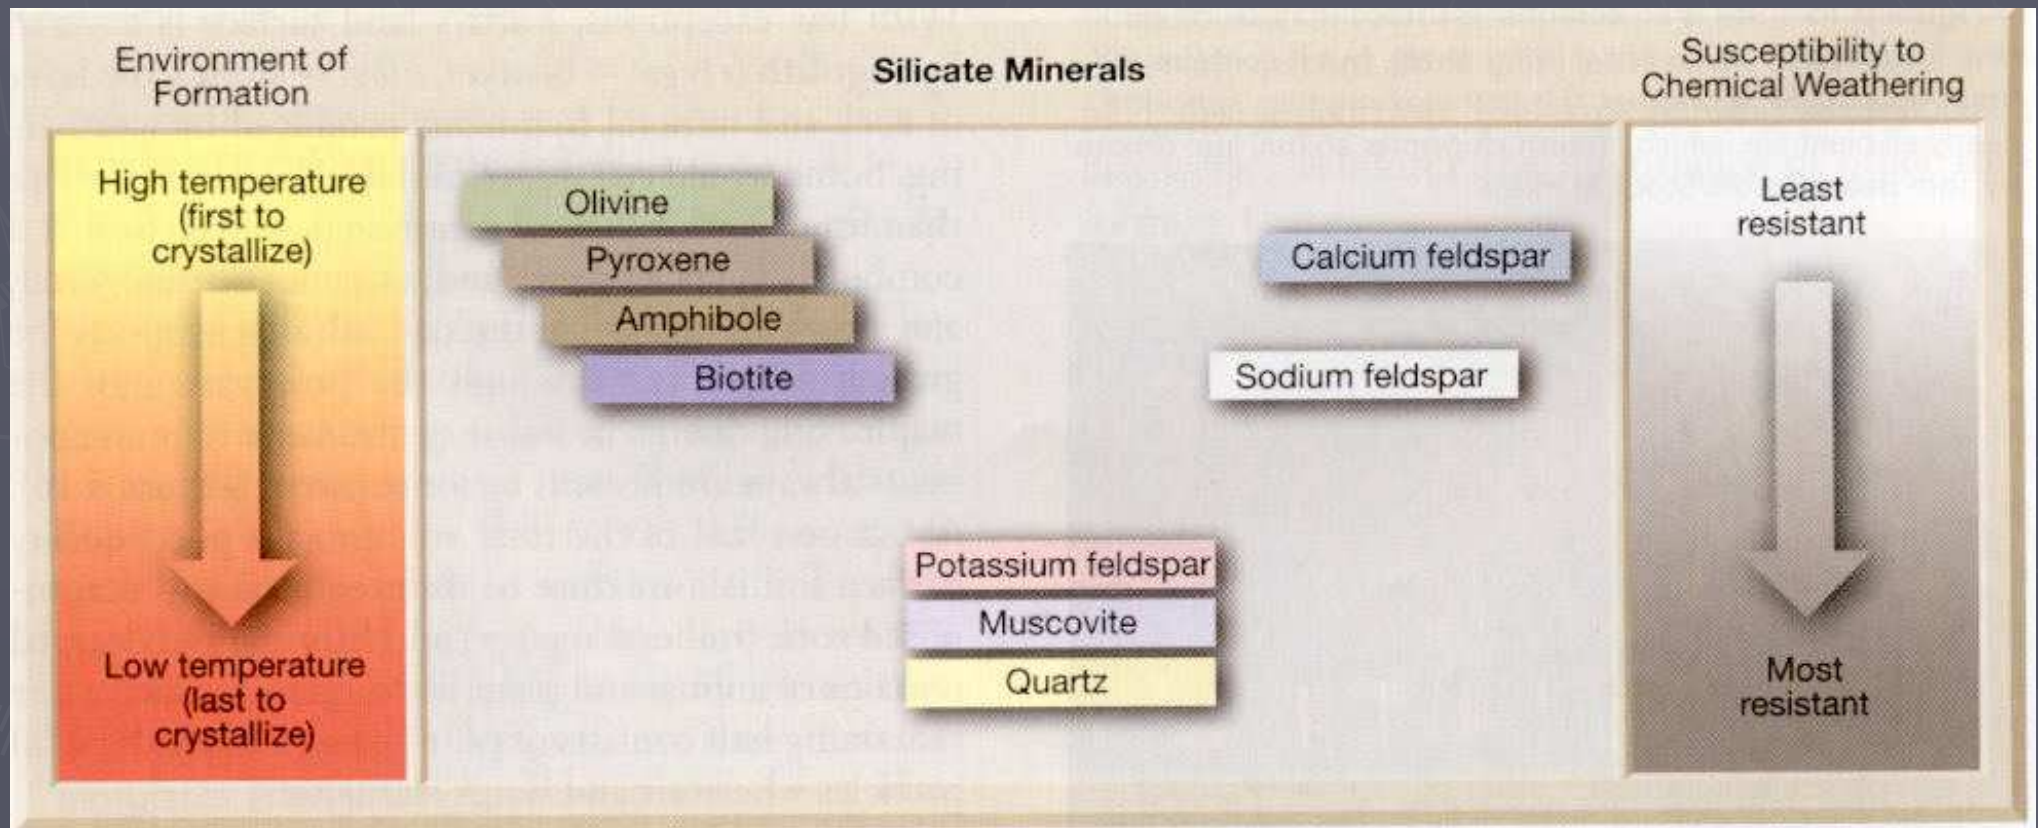 Environment of
Formation
Silicate Minerals
Susceptibility to
Chemical Weathering
High temperature
(first to
crystallize)
Low temperature
(last to
crystallize)
Olivine
Pyroxene
Amphibole
Biotite
Calcium feldspar
Sodium feldspar
Potassium feldspar
Muscovite
Quartz
Least
resistant
Most
resistant